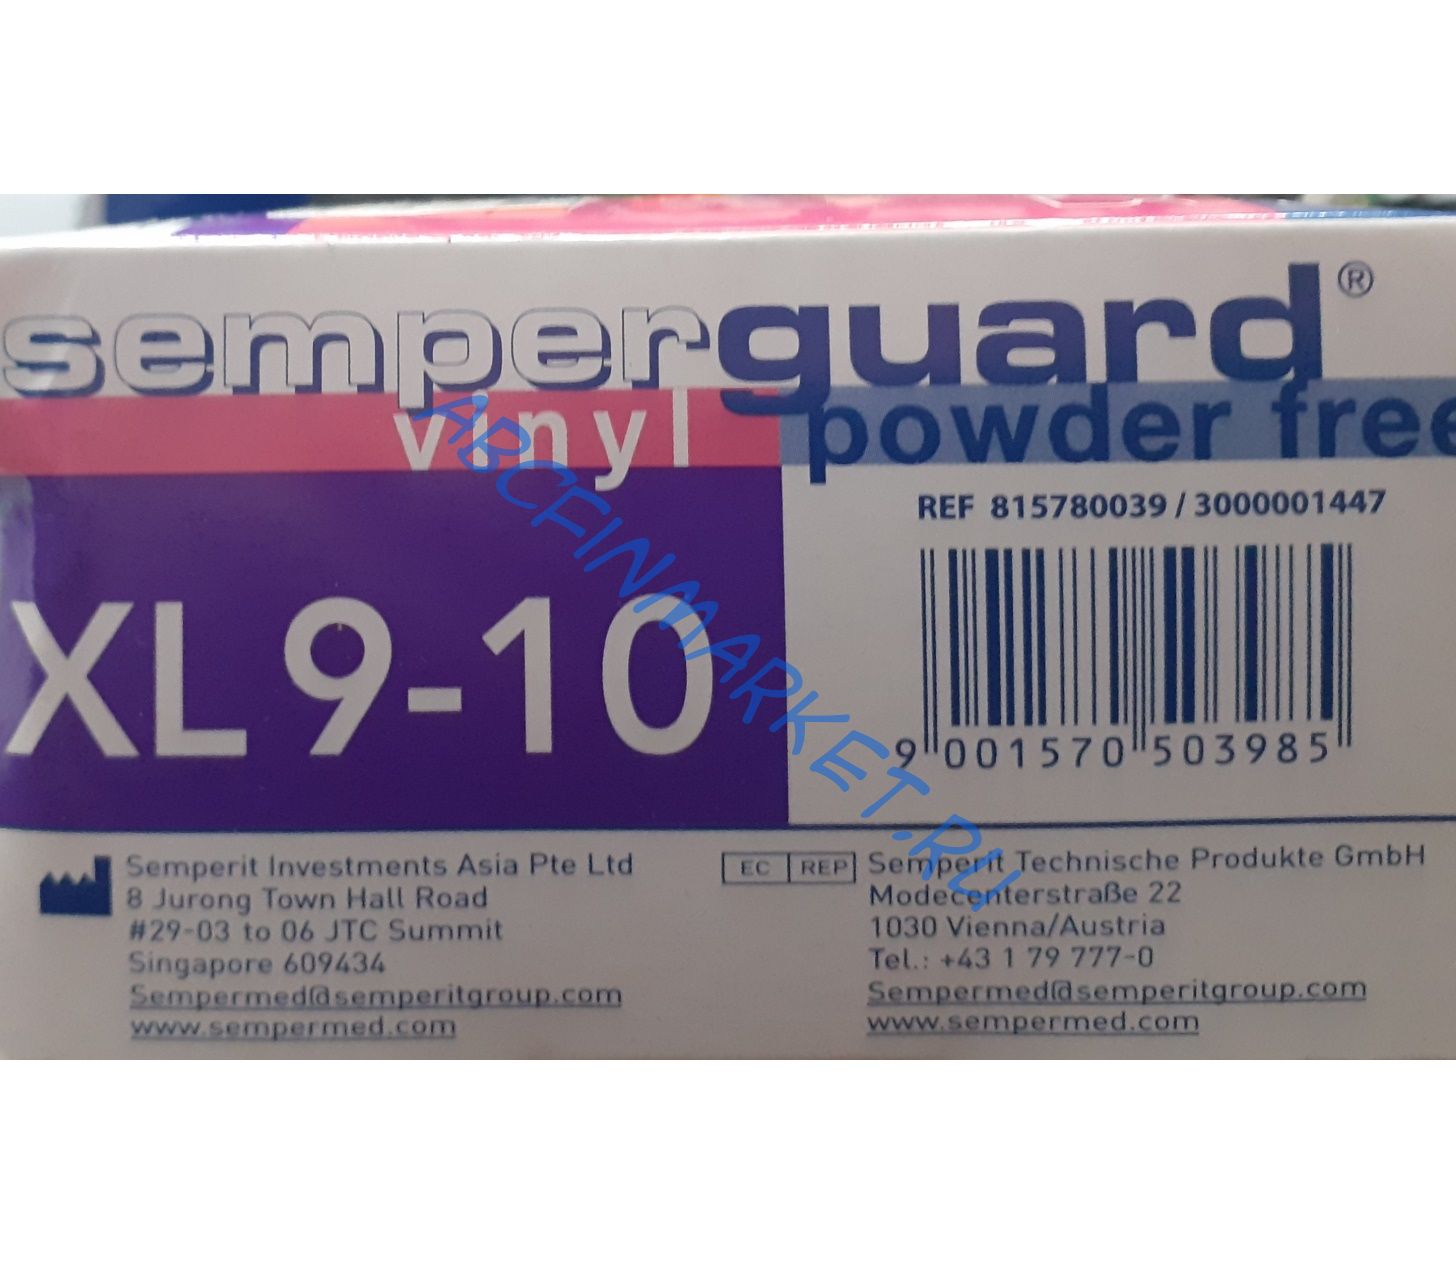 semperguard®
vinyl powder free
REF 815780039 / 3000001447
XL 9-10
9 001570 503985
Semperit Investments Asia Pte Ltd
8 Jurong Town Hall Road
#29-03 to 06 JTC Summit
Singapore 609434
Sempermed@semperitgroup.com
www.sempermed.com
EC REP
Semperit Technische Produkte GmbH
Modecenterstraße 22
1030 Vienna/Austria
Tel.: +43 1 79 777-0
Sempermed@semperitgroup.com
www.sempermed.com
ABCFINMARKET.RU